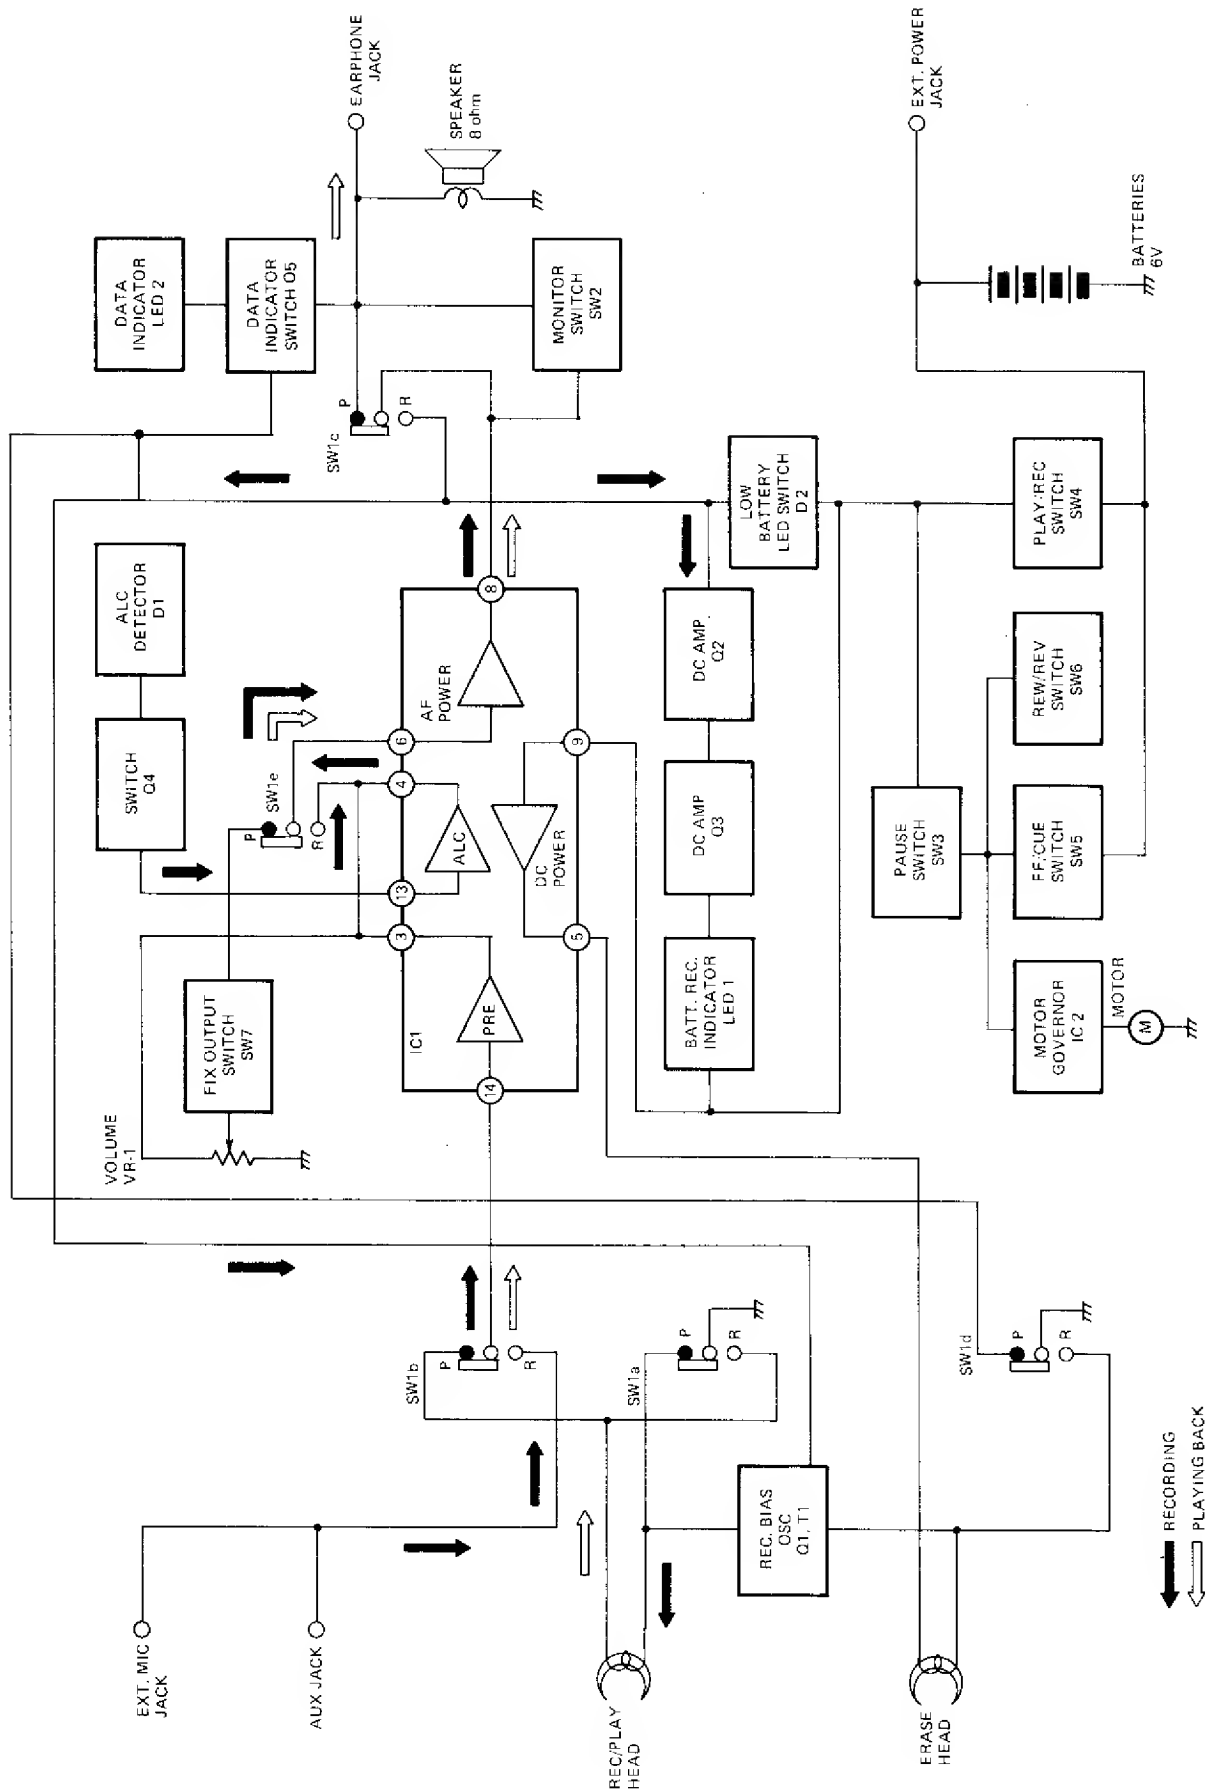 EXT. MIC
JACK
AUX JACK
REC/PLAY
HEAD
ERASE
HEAD
RECORDING
PLAYING BACK
REC. BIAS
OSC
Q1, T1
SW1b
P
R
SW1a
P
R
SW1d
P
R
VOLUME
VR-1
FIX OUTPUT
SWITCH
SW7
SWITCH
Q4
ALC
DETECTOR
D1
SW1e
P
R
IC1
14
PRE
3
13
ALC
4
6
AF
POWER
8
DC
POWER
5
9
BATT. REC.
INDICATOR
LED 1
DC AMP
Q3
DC AMP.
Q2
LOW
BATTERY
LED SWITCH
D2
SW1c
P
R
DATA
INDICATOR
LED 2
DATA
INDICATOR
SWITCH Q5
MONITOR
SWITCH
SW2
EARPHONE
JACK
SPEAKER
8 ohm
MOTOR
GOVERNOR
IC 2
MOTOR
M
PAUSE
SWITCH
SW3
FF/CUE
SWITCH
SW5
REW/REV
SWITCH
SW6
PLAY/REC
SWITCH
SW4
BATTERIES
6V
EXT. POWER
JACK